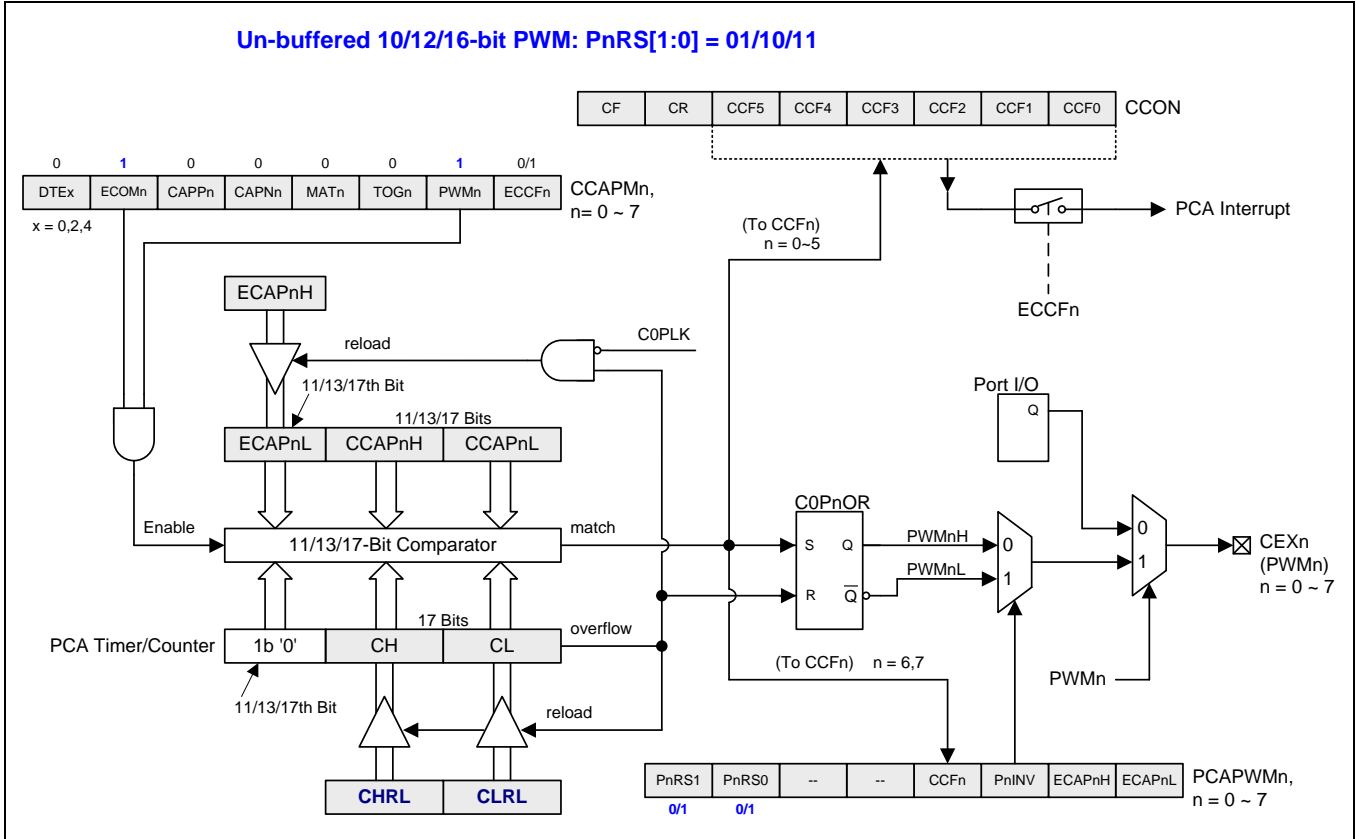 Un-buffered 10/12/16-bit PWM: PnRS[1:0] = 01/10/11
CF CR CCF5 CCF4 CCF3 CCF2 CCF1 CCF0 CCON
0 1 0 0 0 0 1 0/1
DTEx ECOMn CAPPn CAPNn MATn TOGn PWMn ECCFn
CCAPMn,
n= 0 ~ 7
x = 0,2,4
PCA Interrupt
(To CCFn)
n = 0~5
ECCFn
ECAPnH
C0PLK
reload
11/13/17th Bit
Port I/O
Q
11/13/17 Bits
ECAPnL CCAPnH CCAPnL
C0PnOR
Enable
11/13/17-Bit Comparator
match
S Q
PWMnH
0
1
0
1
CEXn
(PWMn)
n = 0 ~ 7
PWMnL
R Q
17 Bits
overflow
PCA Timer/Counter
1b '0' CH CL
(To CCFn) n = 6,7
PWMn
11/13/17th Bit
reload
CHRL CLRL
PnRS1 PnRS0 -- -- CCFn PnINV ECAPnH ECAPnL
PCAPWMn,
n = 0 ~ 7
0/1 0/1